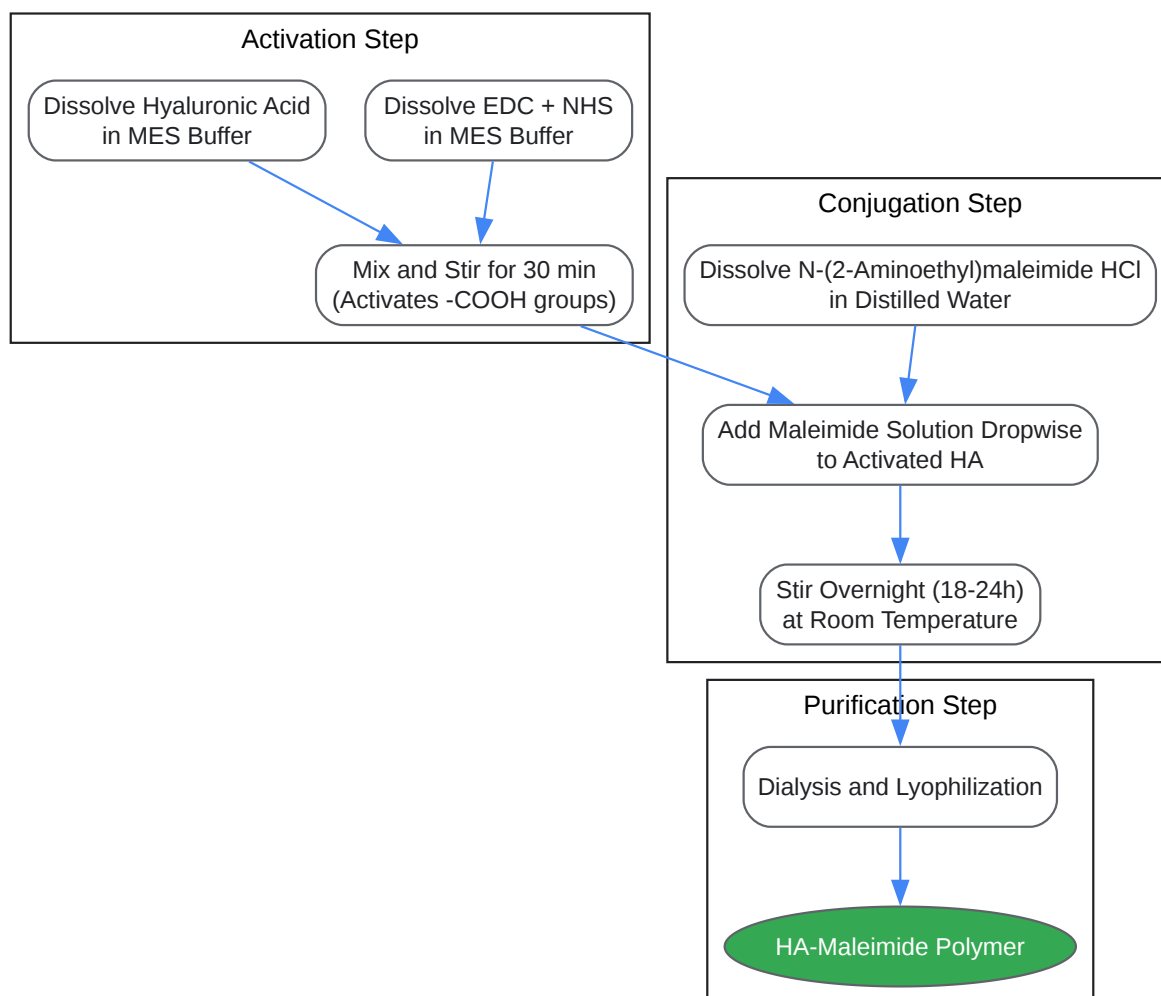 Activation Step
Dissolve Hyaluronic Acid
in MES Buffer
Dissolve EDC + NHS
in MES Buffer
Mix and Stir for 30 min
(Activates -COOH groups)
Conjugation Step
Dissolve N-(2-Aminoethyl)maleimide HCl
in Distilled Water
Add Maleimide Solution Dropwise
to Activated HA
Stir Overnight (18-24h)
at Room Temperature
Purification Step
Dialysis and Lyophilization
HA-Maleimide Polymer